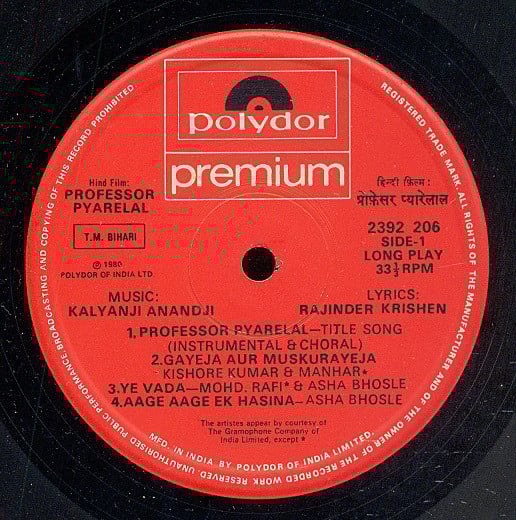 polydor
premium
Hind Film:
PROFESSOR
PYARELAL
T.M. BIHARI
℗ 1980
POLYDOR OF INDIA LTD.
हिन्दी फ़िल्म :
प्रोफ़ेसर प्यारेलाल
2392 206
SIDE-1
LONG PLAY
33⅓ RPM
MUSIC:
KALYANJI ANANDJI
LYRICS:
RAJINDER KRISHEN
1. PROFESSOR PYARELAL—TITLE SONG
(INSTRUMENTAL & CHORAL)
2. GAYEJA AUR MUSKURAYEJA
KISHORE KUMAR & MANHAR*
3. YE VADA—MOHD. RAFI* & ASHA BHOSLE
4. AAGE AAGE EK HASINA—ASHA BHOSLE
The artistes appear by courtesy of
The Gramophone Company of
India Limited, except *
REGISTERED TRADE MARK. ALL RIGHTS OF THE MANUFACTURER AND OF THE OWNER OF THE RECORDED WORK RESERVED. UNAUTHORISED PUBLIC PERFORMANCE BROADCASTING AND COPYING OF THIS RECORD PROHIBITED
MFD. IN INDIA BY POLYDOR OF INDIA LIMITED.